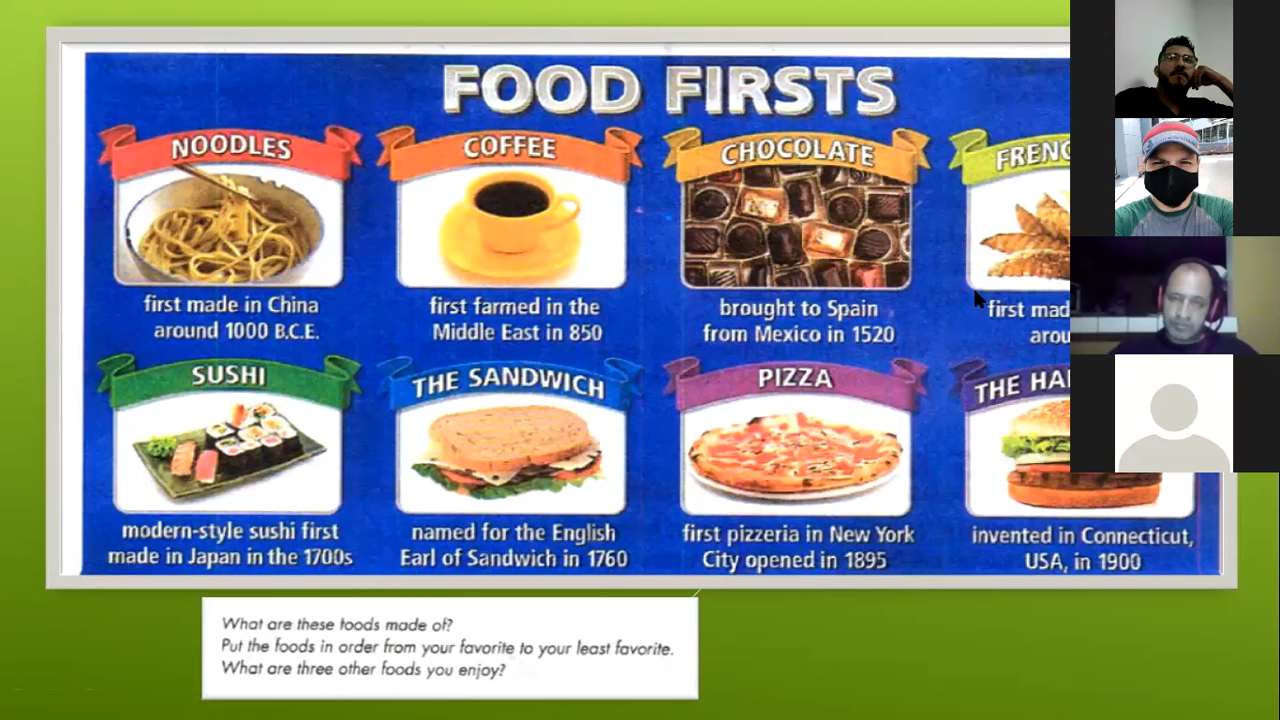 FOOD FIRSTS
NOODLES
first made in China
around 1000 B.C.E.
COFFEE
first farmed in the
Middle East in 850
CHOCOLATE
brought to Spain
from Mexico in 1520
SUSHI
modern-style sushi first
made in Japan in the 1700s
THE SANDWICH
named for the English
Earl of Sandwich in 1760
PIZZA
first pizzeria in New York
City opened in 1895
THE
invented in Connecticut,
USA, in 1900
first
What are these foods made of?
Put the foods in order from your favorite to your least favorite.
What are three other foods you enjoy?